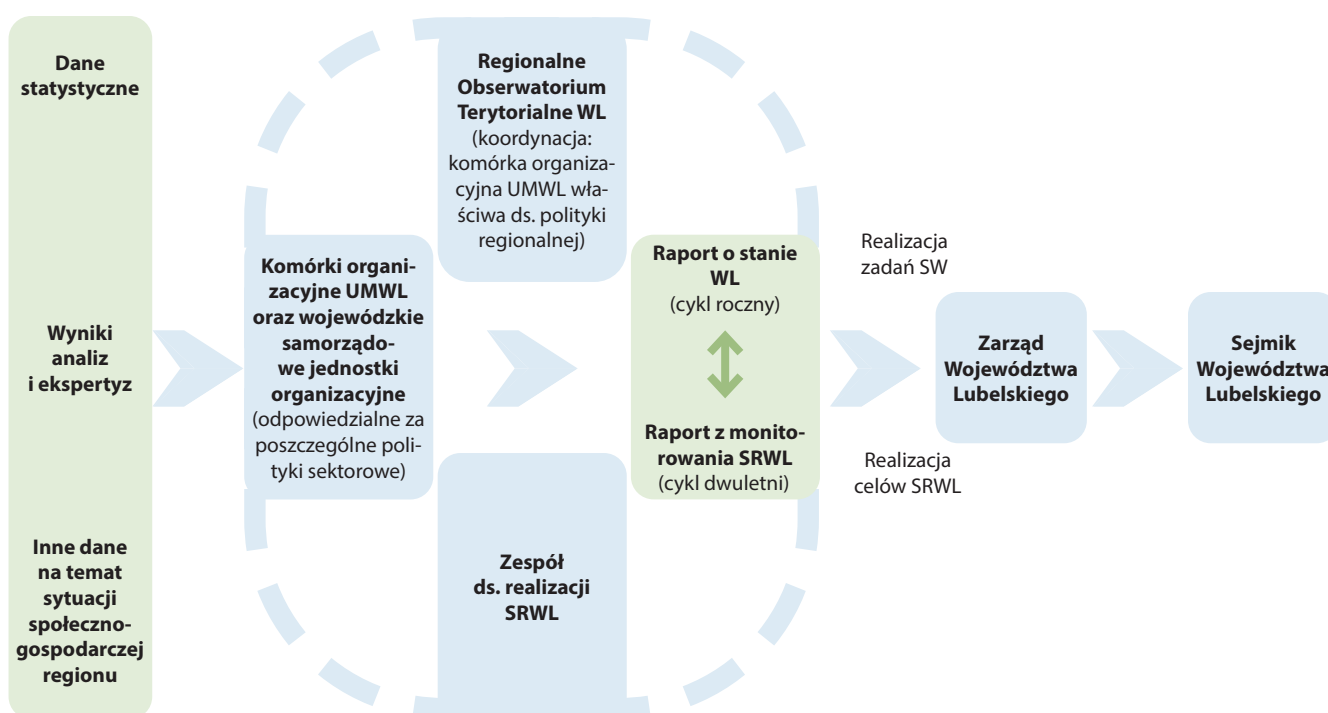 Dane
statystyczne
Wyniki
analiz
i ekspertyz
Inne dane
na temat
sytuacji
społeczno-
gospodarczej
regionu
Komórki organi-
zacyjne UMWL
oraz wojewódzkie
samorządo-
we jednostki
organizacyjne
(odpowiedzialne za
poszczególne poli-
tyki sektorowe)
Regionalne
Obserwatorium
Terytorialne WL
(koordynacja:
komórka organiza-
cyjna UMWL wła-
ściwa ds. polityki
regionalnej)
Zespół
ds. realizacji
SRWL
Raport o stanie
WL
(cykl roczny)
Raport z monito-
rowania SRWL
(cykl dwuletni)
Realizacja
zadań SW
Realizacja
celów SRWL
Zarząd
Województwa
Lubelskiego
Sejmik
Województwa
Lubelskiego